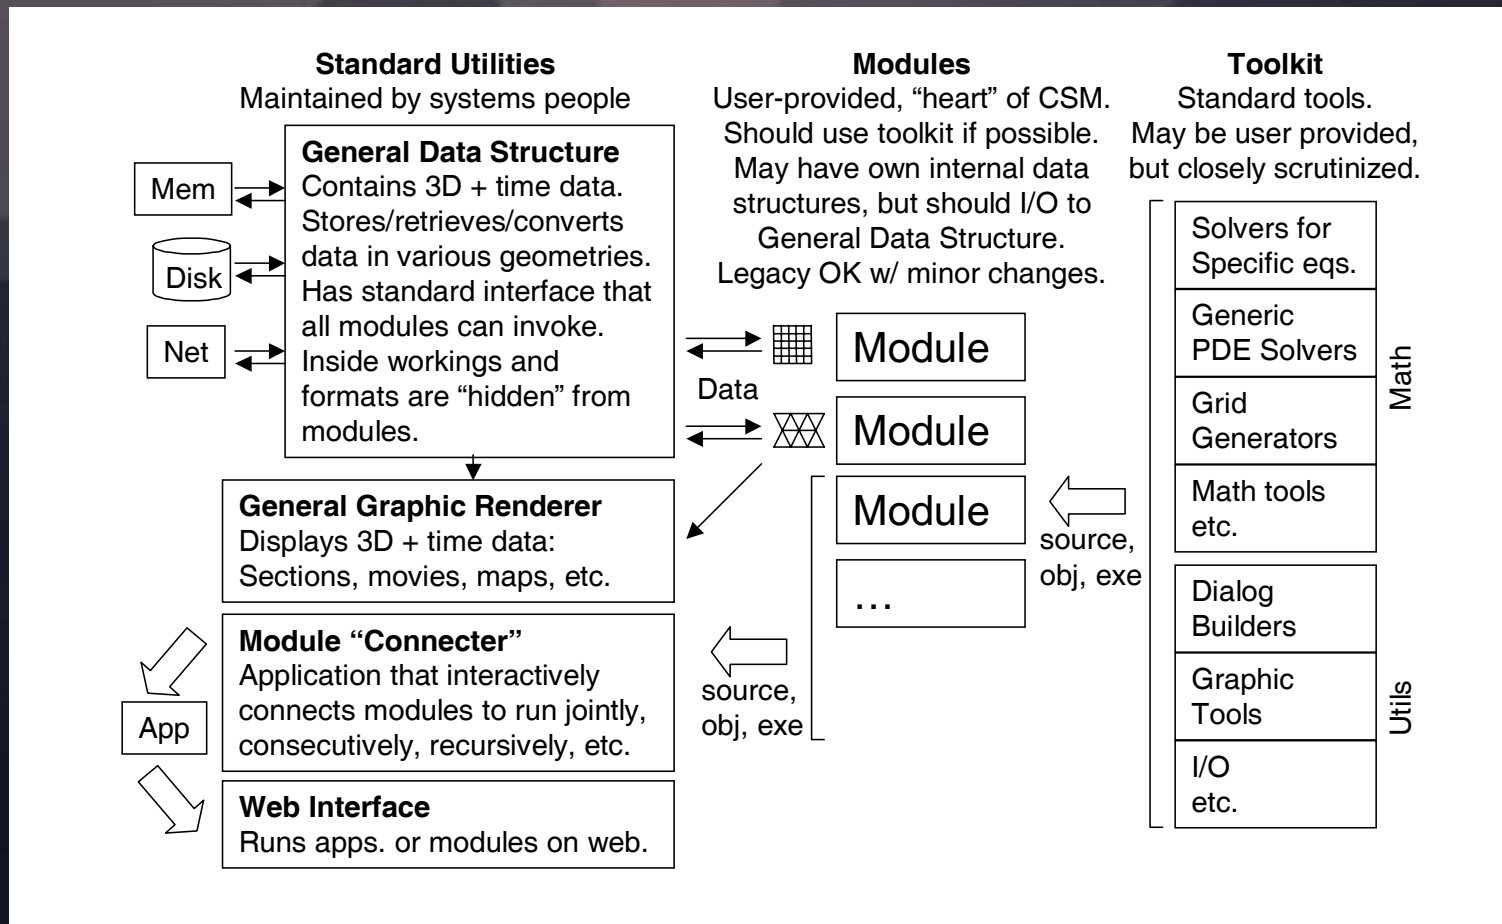 Standard Utilities
Maintained by systems people
General Data Structure
Contains 3D + time data.
Stores/retrieves/converts
data in various geometries.
Has standard interface that
all modules can invoke.
Inside workings and
formats are “hidden” from
modules.
Mem
Disk
Net
General Graphic Renderer
Displays 3D + time data:
Sections, movies, maps, etc.
Module “Connecter”
Application that interactively
connects modules to run jointly,
consecutively, recursively, etc.
App
Web Interface
Runs apps. or modules on web.
Modules
User-provided, “heart” of CSM.
Should use toolkit if possible.
May have own internal data
structures, but should I/O to
General Data Structure.
Legacy OK w/ minor changes.
Data
Module
Module
Module
...
source,
obj, exe
source,
obj, exe
Toolkit
Standard tools.
May be user provided,
but closely scrutinized.
Solvers for
Specific eqs.
Generic
PDE Solvers
Grid
Generators
Math tools
etc.
Math
Dialog
Builders
Graphic
Tools
I/O
etc.
Utils